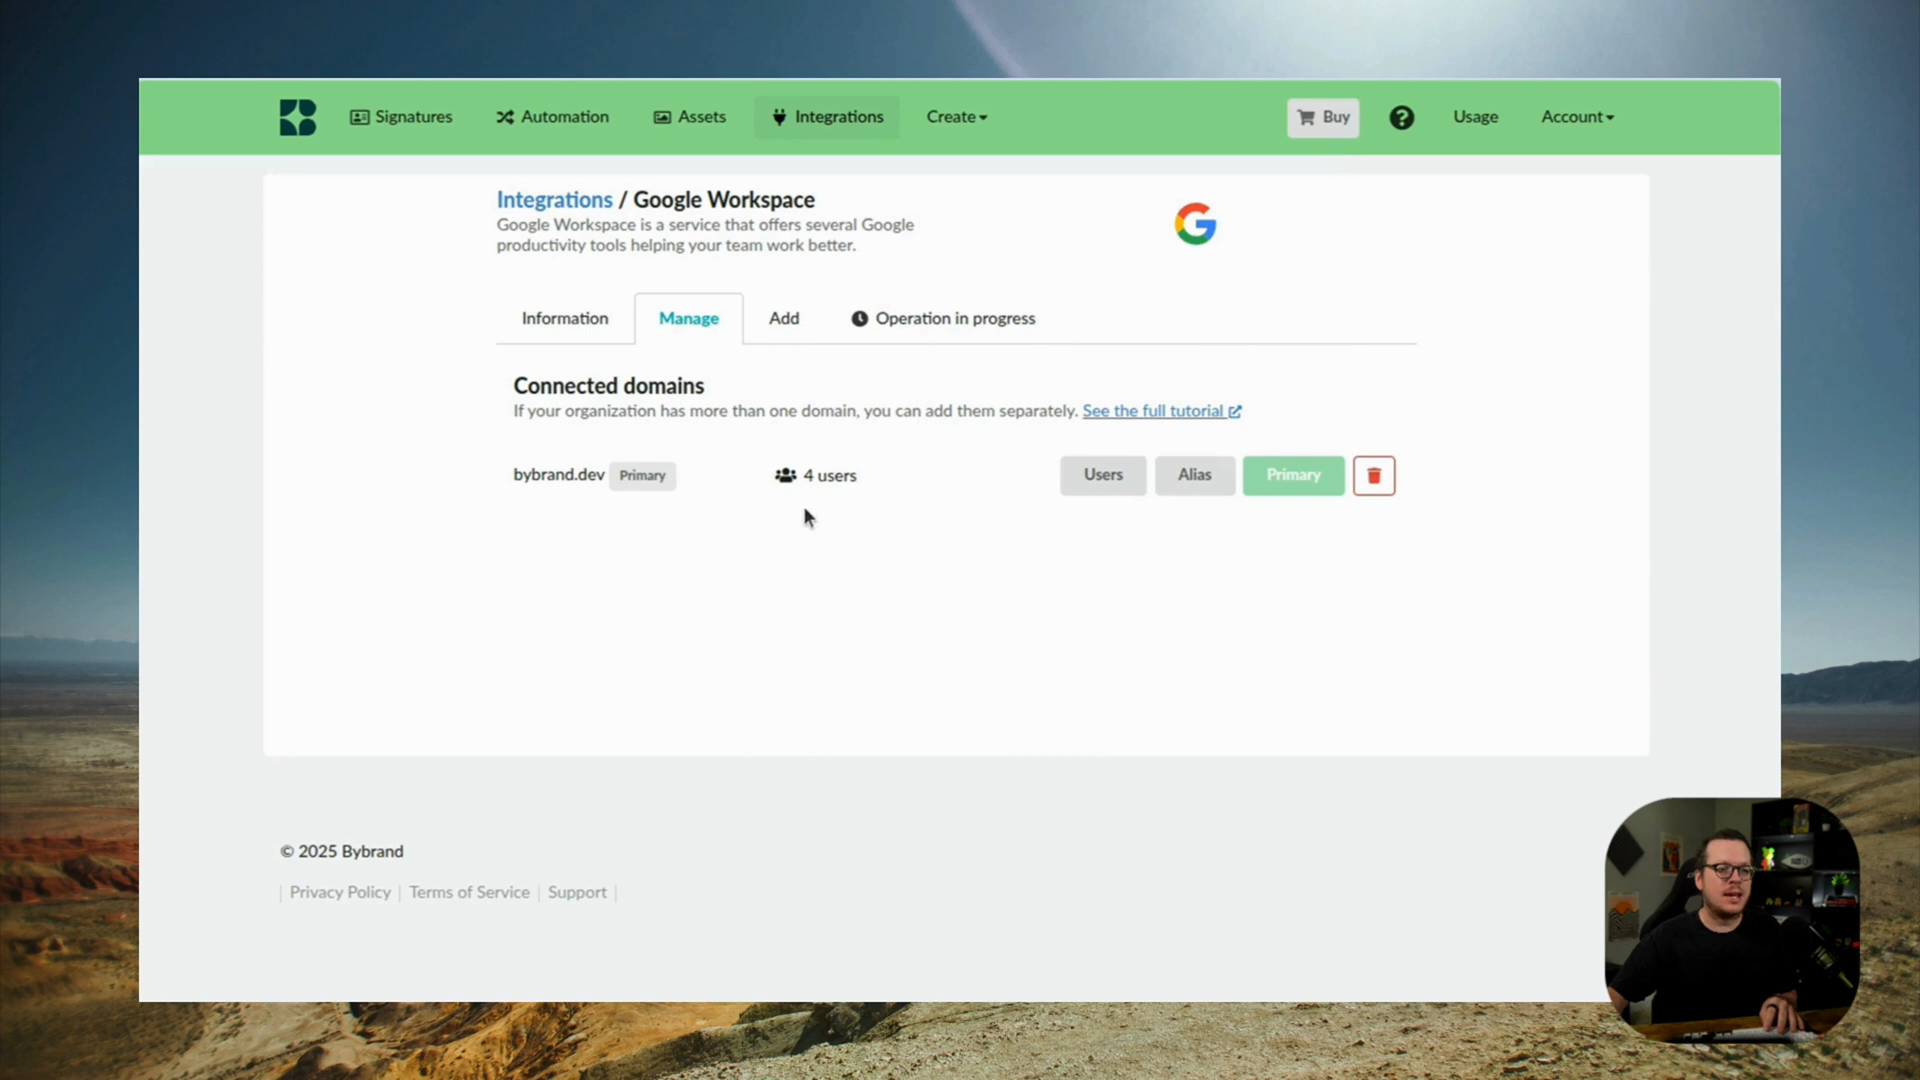 Signatures
Automation
Assets
Integrations
Create
Buy
Usage
Account
Integrations / Google Workspace
Google Workspace is a service that offers several Google
productivity tools helping your team work better.
Information
Manage
Add
Operation in progress
Connected domains
If your organization has more than one domain, you can add them separately. See the full tutorial
bybrand.dev Primary
4 users
Users
Alias
Primary
© 2025 Bybrand
Privacy Policy | Terms of Service | Support |